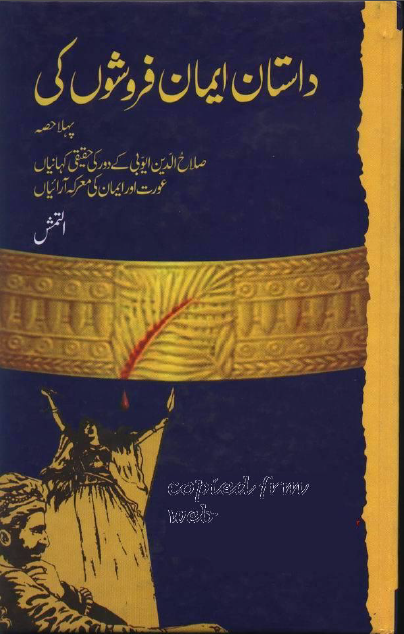 داستان ایمان فروشوں کی
پہلا حصہ
صلاح الدین ایوبی کے دور کی حقیقی کہانیاں
عورت اور ایمان کی معرکہ آرائیاں
التمش
copied frm
web